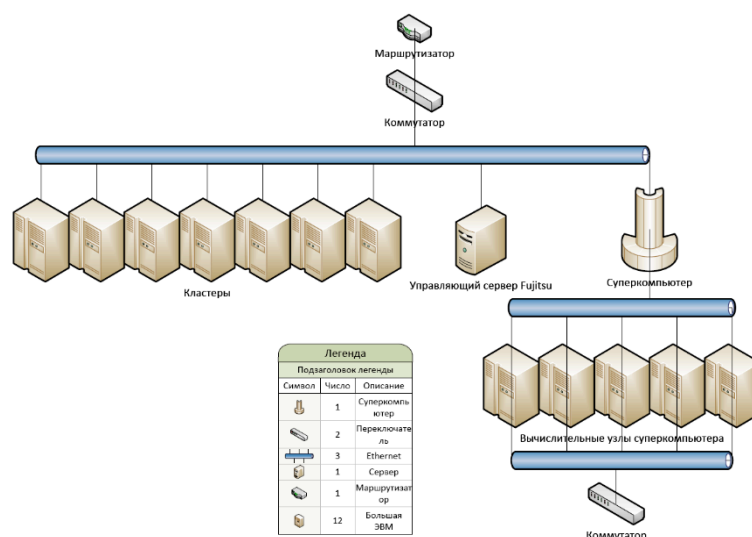 Маршрутизатор
Коммутатор
Кластеры
Управляющий сервер Fujitsu
Суперкомпьютер
Вычислительные узлы суперкомпьютера
Коммутатор
Легенда
Подзаголовок легенды
Символ Число Описание
1 Суперкомпь
ютер
2 Переключате
ль
3 Ethernet
1 Сервер
1 Маршрутизат
ор
12 Большая
ЭВМ